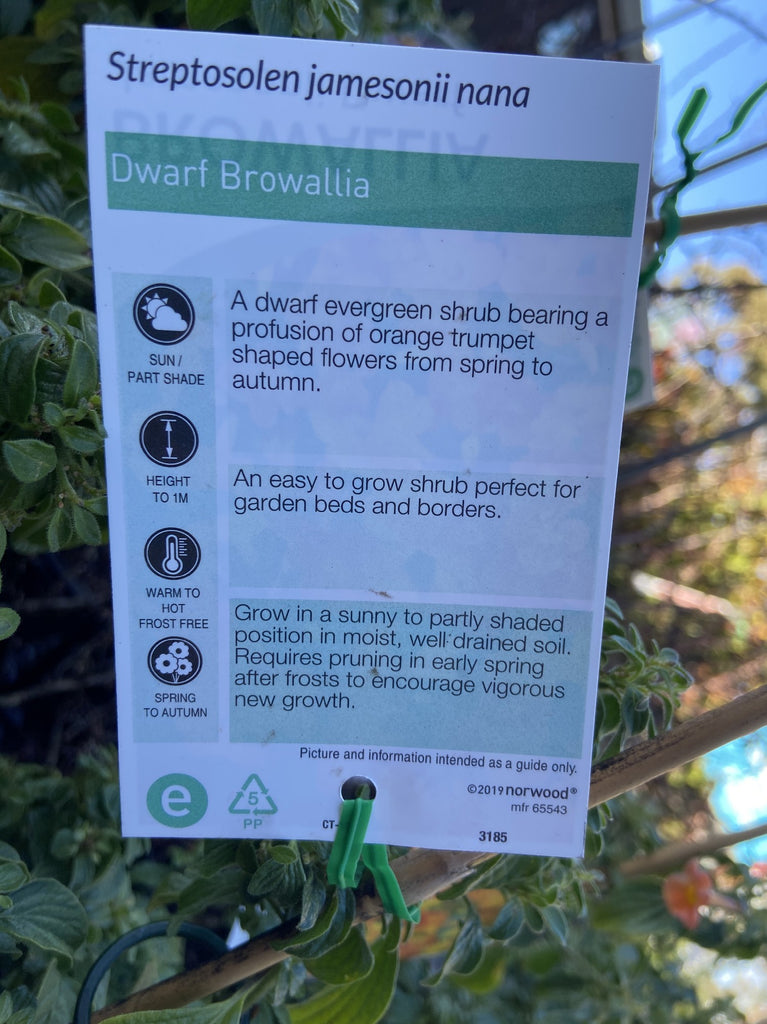 Streptosolen jamesonii nana
BROWALLIA
Dwarf Browallia
SUN /
PART SHADE
A dwarf evergreen shrub bearing a
profusion of orange trumpet
shaped flowers from spring to
autumn.
HEIGHT
TO 1M
An easy to grow shrub perfect for
garden beds and borders.
WARM TO
HOT
FROST FREE
Grow in a sunny to partly shaded
position in moist, well drained soil.
Requires pruning in early spring
after frosts to encourage vigorous
new growth.
SPRING
TO AUTUMN
Picture and information intended as a guide only.
e
5
PP
©2019 norwood®
mfr 65543
CT-
3185